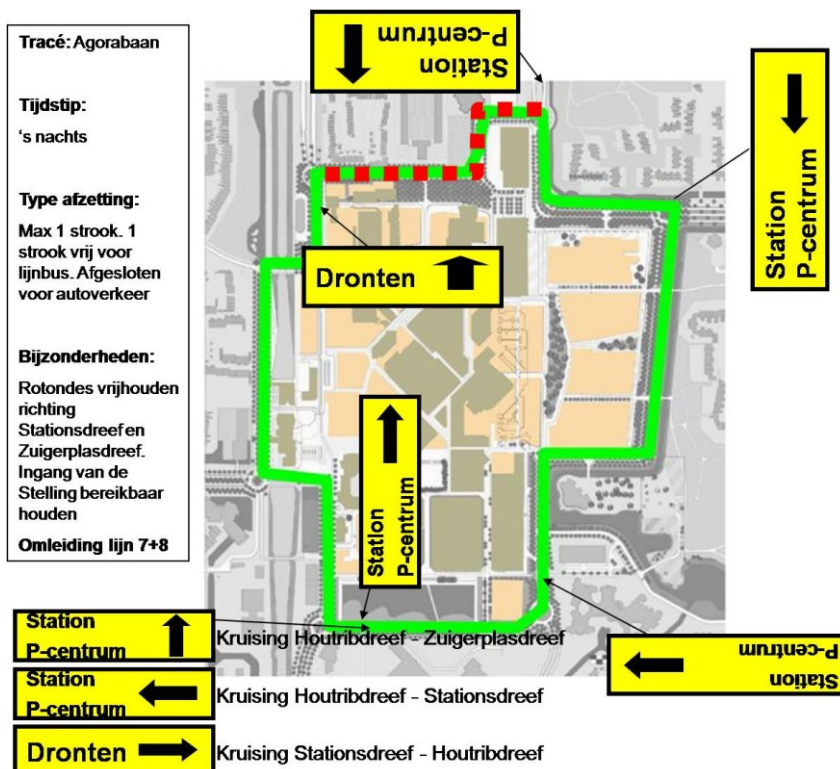 Tracé: Agorabaan
Tijdstip:
‘s nachts
Type afzetting:
Max 1 strook. 1
strook vrij voor
lijnbus. Afgesloten
voor autoverkeer
Bijzonderheden:
Rotondes vrijhouden
richting
Stationsdreef en
Zuigerplasdreef.
Ingang van de
Stelling bereikbaar
houden
Omleiding lijn 7+8
Station
P-centrum
Station
P-centrum
Dronten
Station
P-centrum
Station
P-centrum
Kruising Houtribdreef - Zuigerplasdreef
Station
P-centrum
Station
P-centrum
Kruising Houtribdreef - Stationsdreef
Dronten
Kruising Stationsdreef - Houtribdreef